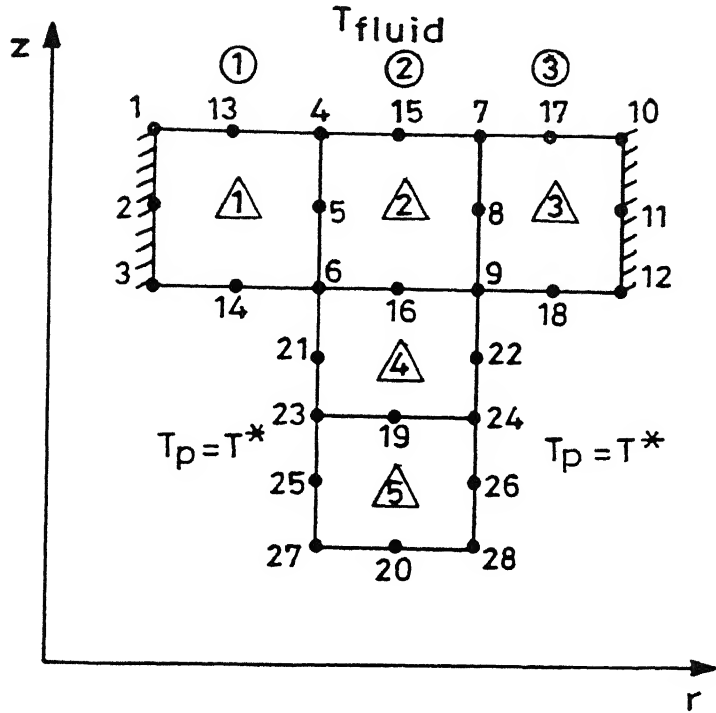 T_fluid
z
① ② ③
1 13 4 15 7 17 10
2 1 5 2 8 3 11
3 14 6 16 9 18 12
21 4 22
23 19 24
T_p = T* T_p = T*
25 5 26
27 20 28
r